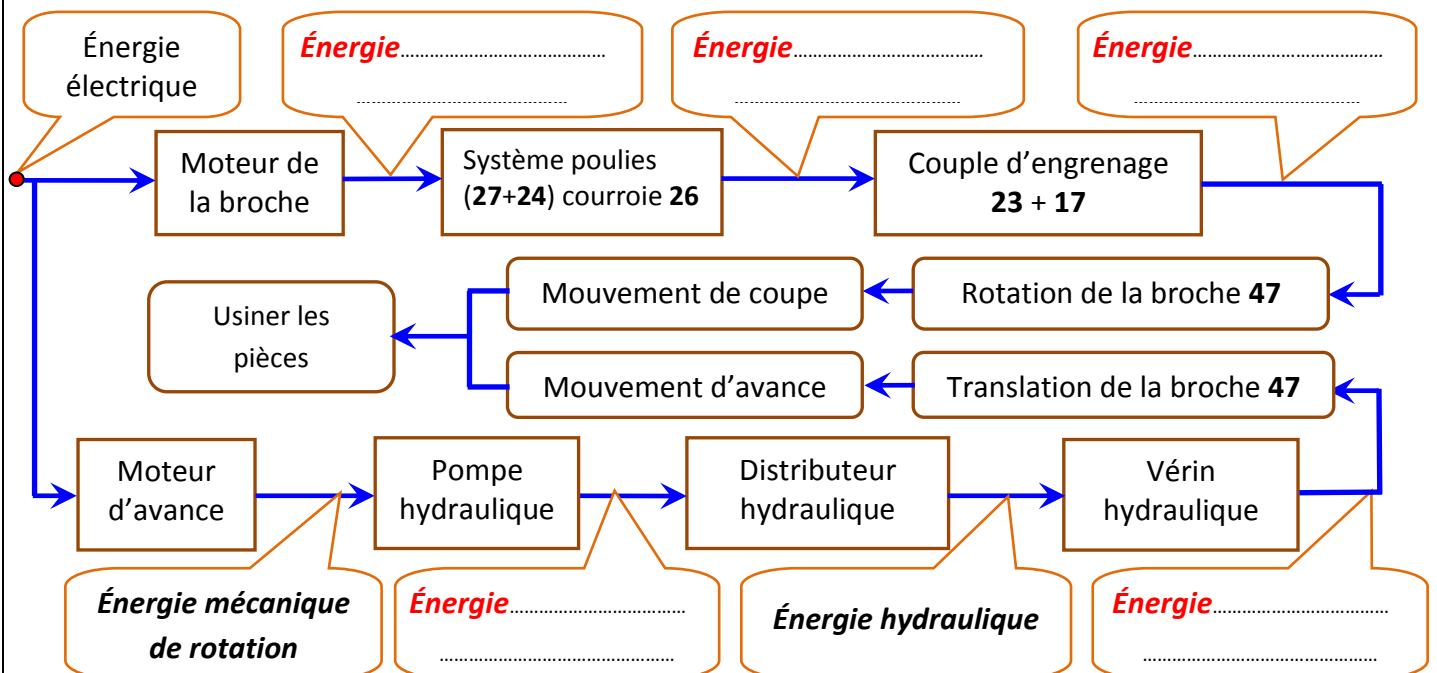 Énergie
électrique
Énergie......................................
......................................
Énergie......................................
......................................
Énergie......................................
......................................
Moteur de
la broche
Système poulies
(27+24) courroie 26
Couple d’engrenage
23 + 17
Usiner les
pièces
Mouvement de coupe
Rotation de la broche 47
Mouvement d’avance
Translation de la broche 47
Moteur
d’avance
Pompe
hydraulique
Distributeur
hydraulique
Vérin
hydraulique
Énergie mécanique
de rotation
Énergie......................................
......................................
Énergie hydraulique
Énergie......................................
......................................